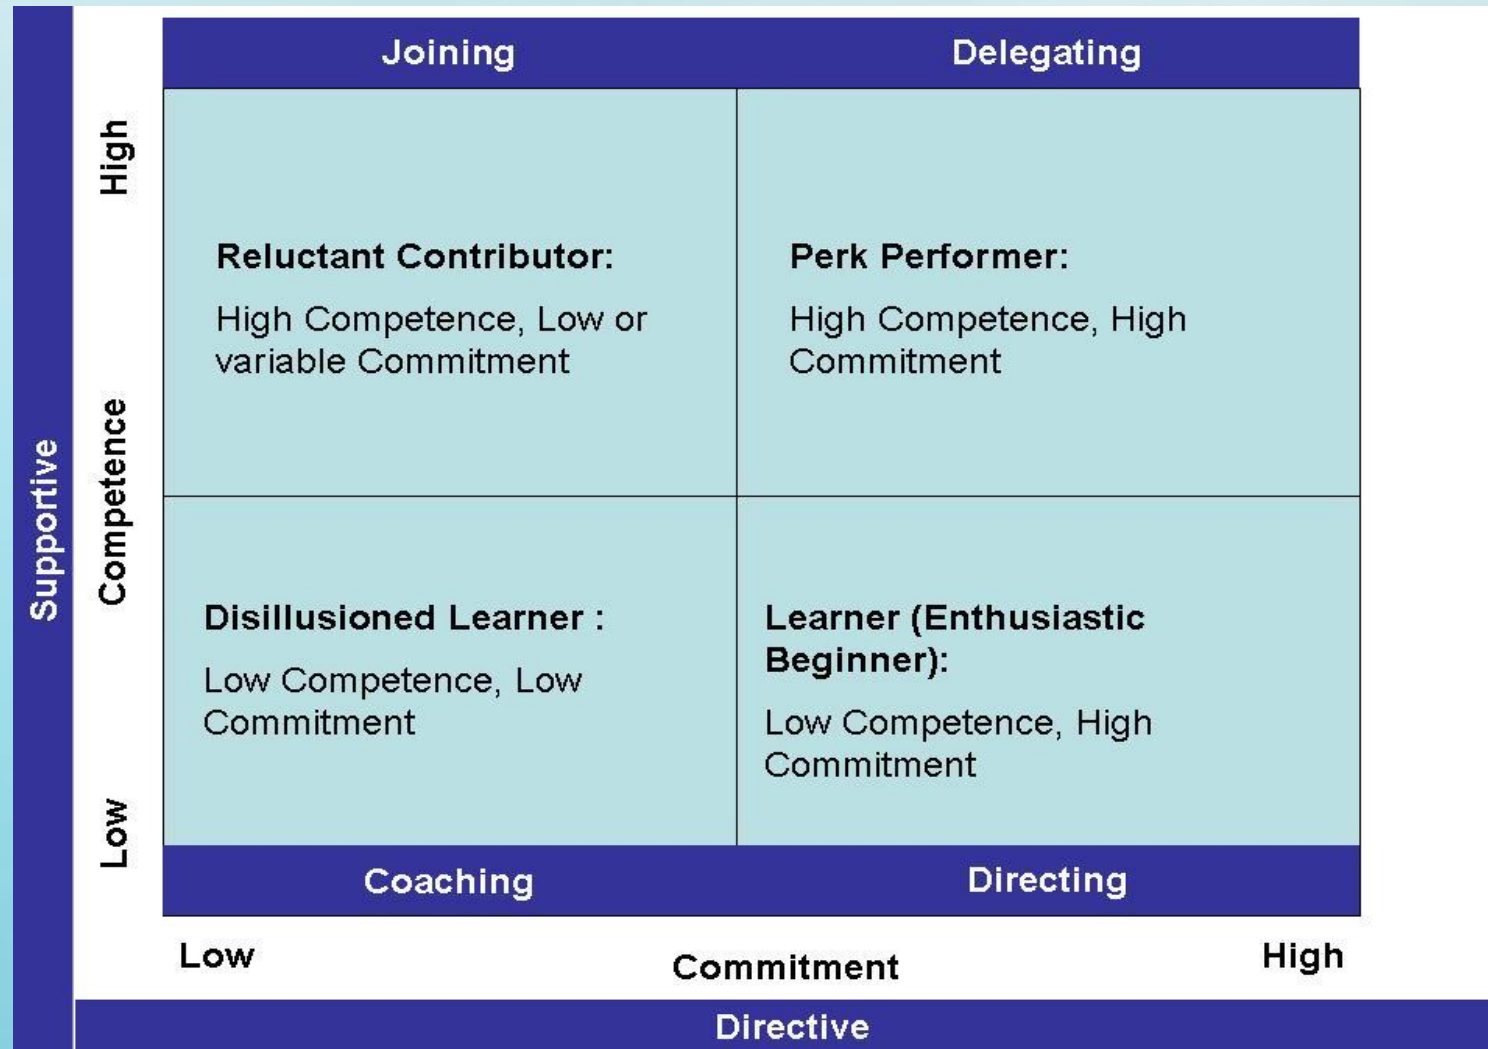 Joining
Delegating
High
Reluctant Contributor:
High Competence, Low or
variable Commitment
Perk Performer:
High Competence, High
Commitment
Supportive
Competence
Disillusioned Learner :
Low Competence, Low
Commitment
Learner (Enthusiastic
Beginner):
Low Competence, High
Commitment
Low
Coaching
Directing
Low
Commitment
High
Directive